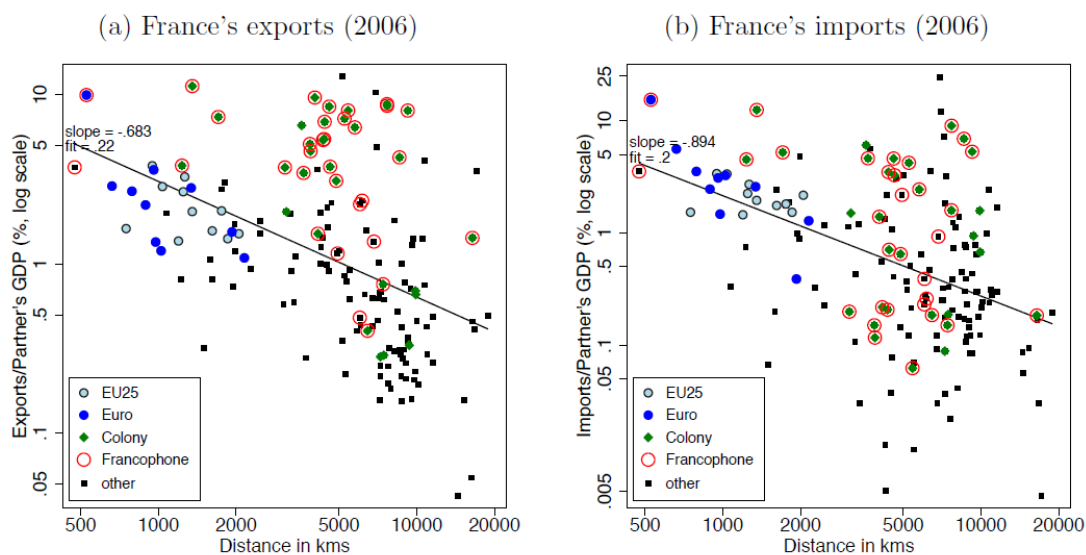 (a) France's exports (2006)
Exports/Partner's GDP (%, log scale)
10
5
1
.5
.1
.05
slope = -.683
fit = .22
EU25
Euro
Colony
Francophone
other
500 1000 2000 5000 10000 20000
Distance in kms
(b) France's imports (2006)
Imports/Partner's GDP (%, log scale)
25
10
5
1
.5
.1
.05
.005
slope = -.894
fit = .2
EU25
Euro
Colony
Francophone
other
500 1000 2000 5000 10000 20000
Distance in kms